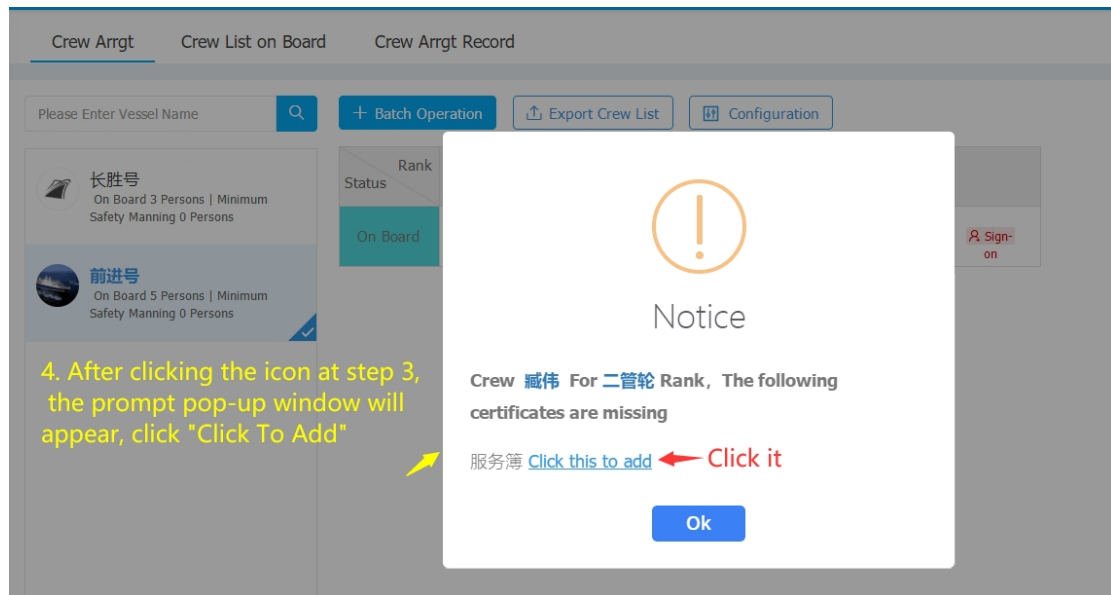 Crew Arrgt Crew List on Board Crew Arrgt Record
Please Enter Vessel Name
+ Batch Operation Export Crew List Configuration
长胜号
On Board 3 Persons | Minimum
Safety Manning 0 Persons
前进号
On Board 5 Persons | Minimum
Safety Manning 0 Persons
Rank
Status
On Board
Sign-
on
4. After clicking the icon at step 3,
the prompt pop-up window will
appear, click "Click To Add"
Notice
Crew 臧伟 For 二管轮 Rank, The following
certificates are missing
服务簿 Click this to add Click it
Ok